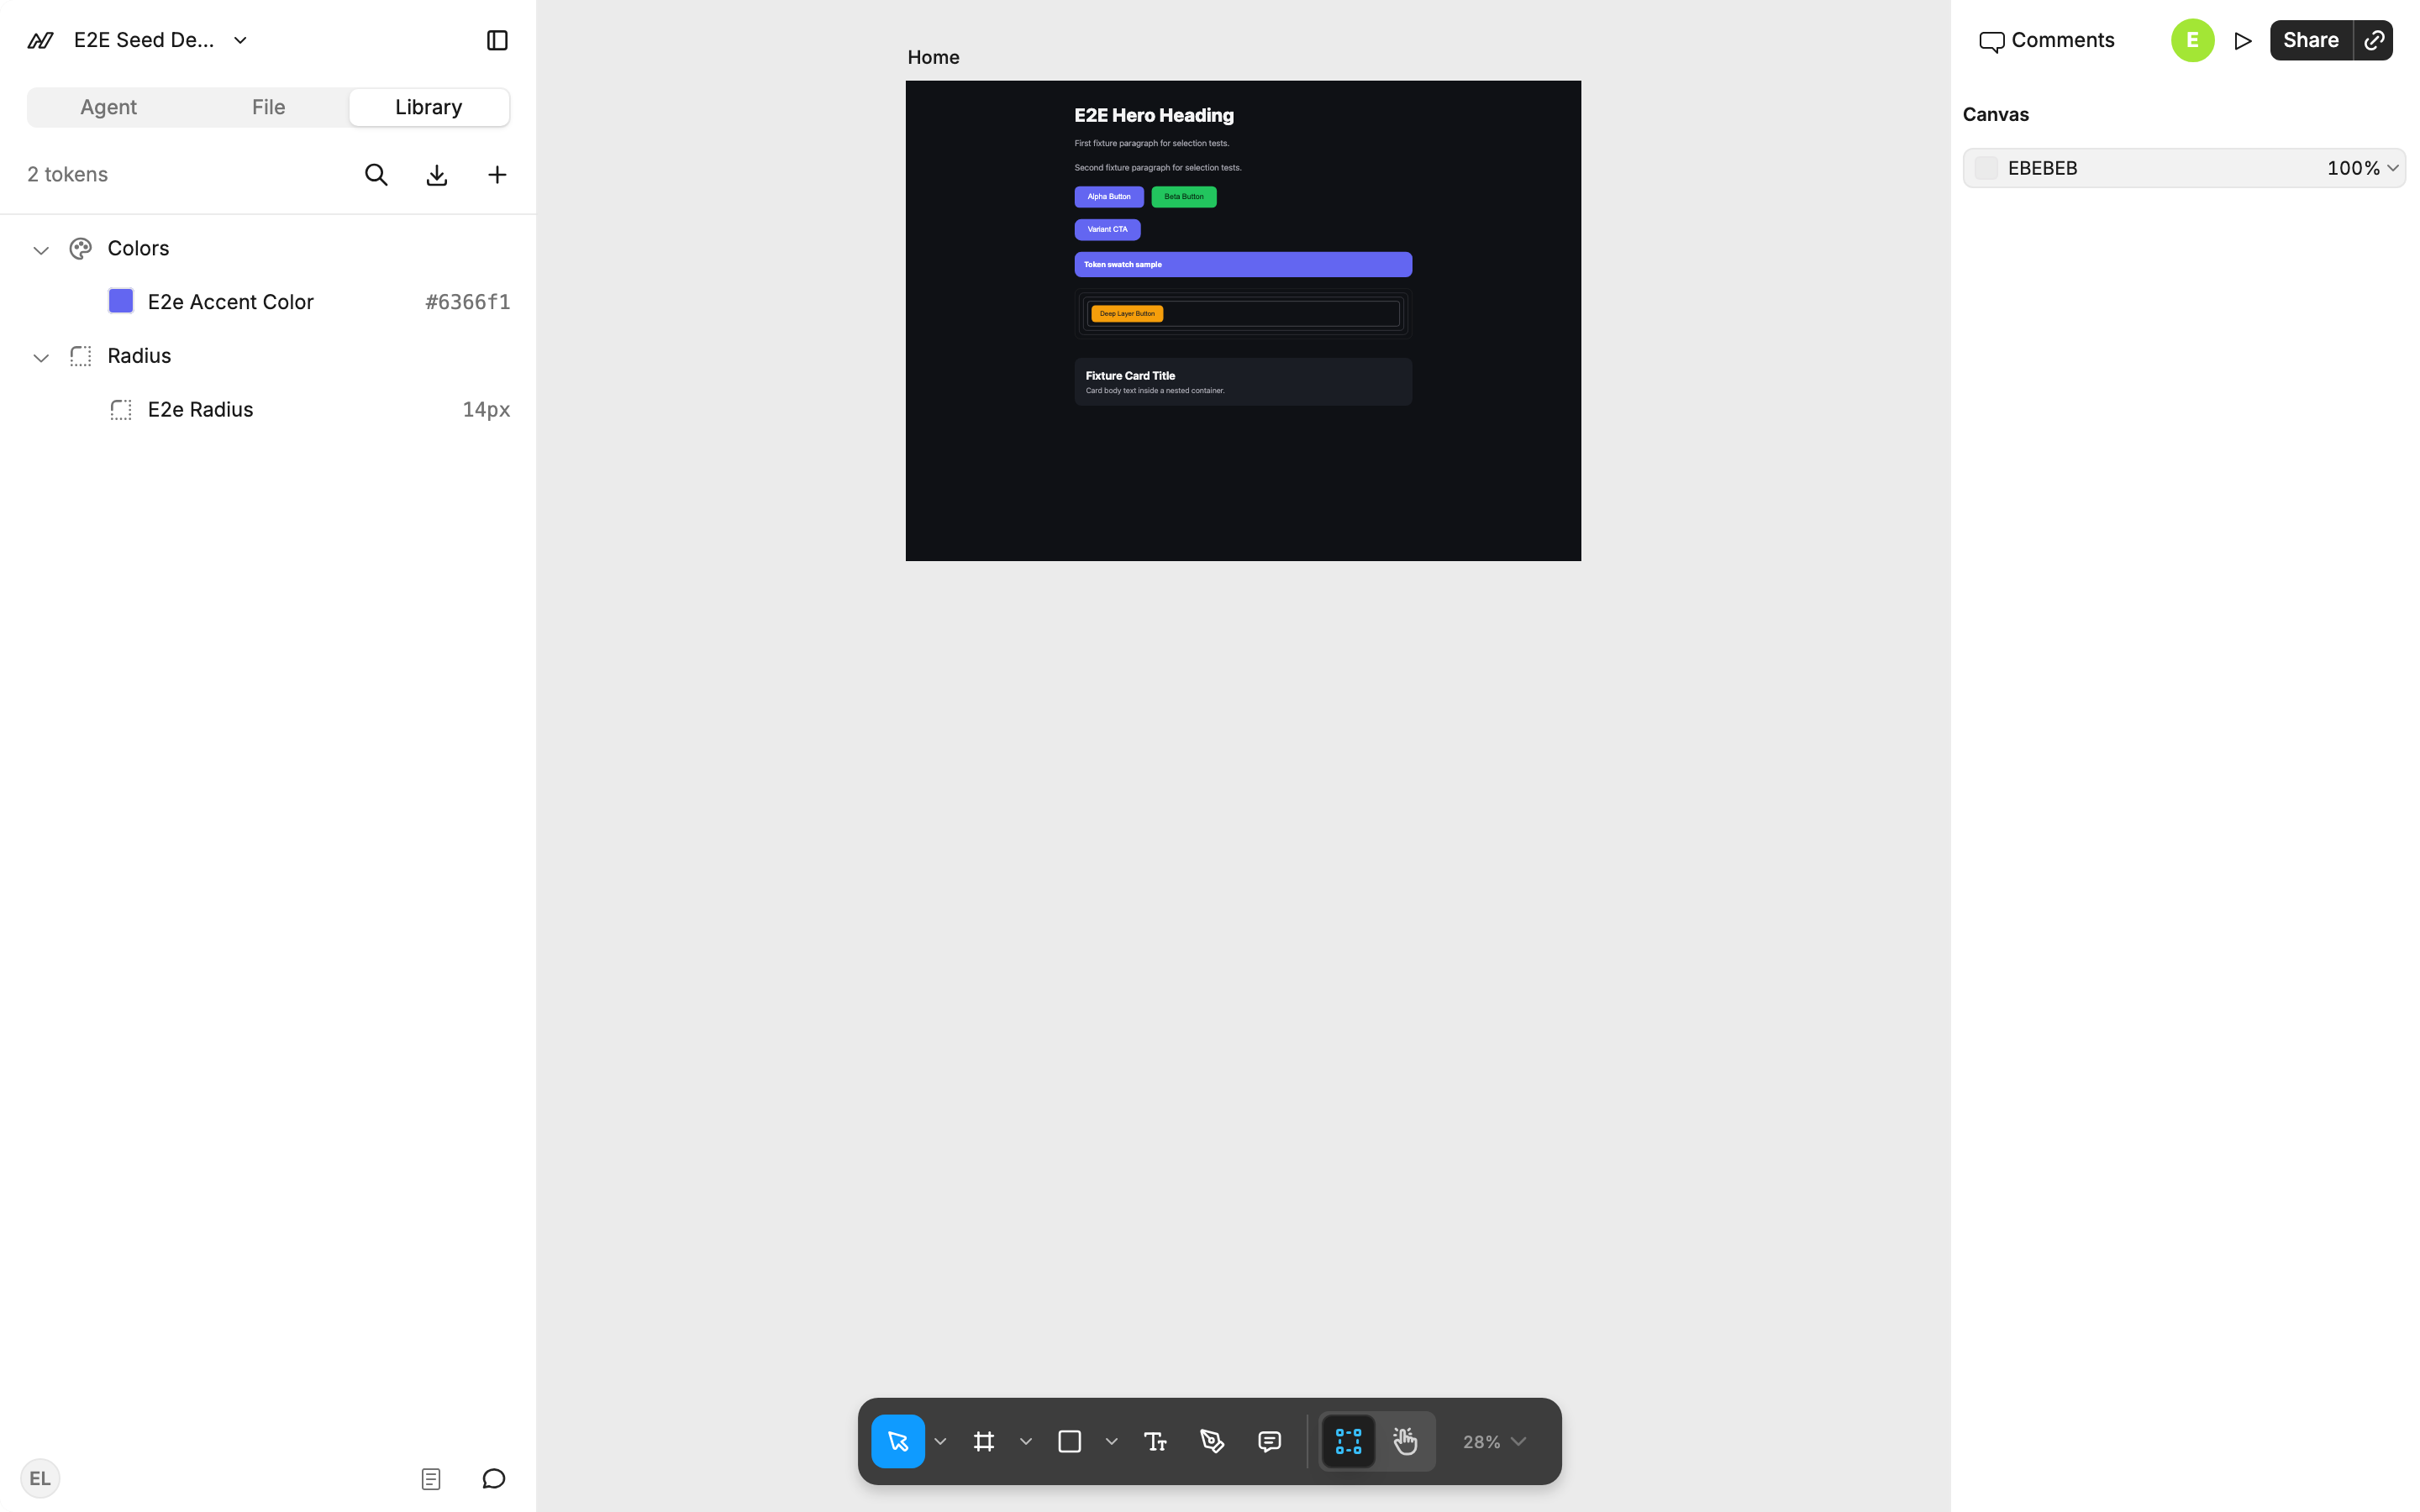 E2E Seed De...
Agent File Library
2 tokens
Colors
E2e Accent Color #6366f1
Radius
E2e Radius 14px
EL
Home
E2E Hero Heading
First fixture paragraph for selection tests.
Second fixture paragraph for selection tests.
Alpha Button Beta Button
Variant CTA
Token swatch sample
Deep Layer Button
Fixture Card Title
Card body text inside a nested container.
28%
Comments E Share
Canvas
EBEBEB 100%